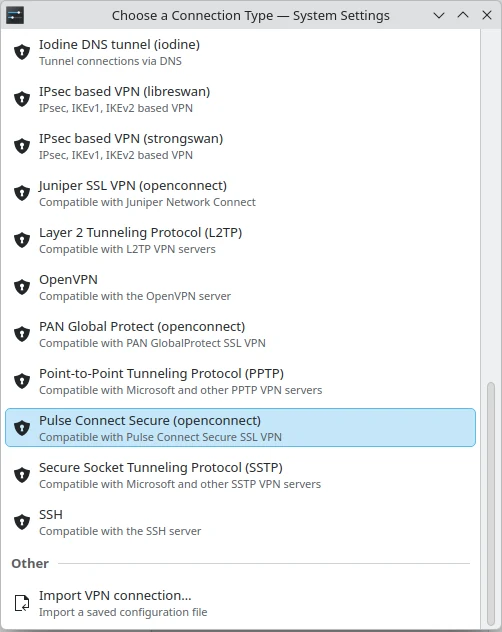 Choose a Connection Type — System Settings
Iodine DNS tunnel (iodine)
Tunnel connections via DNS
IPsec based VPN (libreswan)
IPsec, IKEv1, IKEv2 based VPN
IPsec based VPN (strongswan)
IPsec, IKEv1, IKEv2 based VPN
Juniper SSL VPN (openconnect)
Compatible with Juniper Network Connect
Layer 2 Tunneling Protocol (L2TP)
Compatible with L2TP VPN servers
OpenVPN
Compatible with the OpenVPN server
PAN Global Protect (openconnect)
Compatible with PAN GlobalProtect SSL VPN
Point-to-Point Tunneling Protocol (PPTP)
Compatible with Microsoft and other PPTP VPN servers
Pulse Connect Secure (openconnect)
Compatible with Pulse Connect Secure SSL VPN
Secure Socket Tunneling Protocol (SSTP)
Compatible with Microsoft and other SSTP VPN servers
SSH
Compatible with the SSH server
Other
Import VPN connection...
Import a saved configuration file